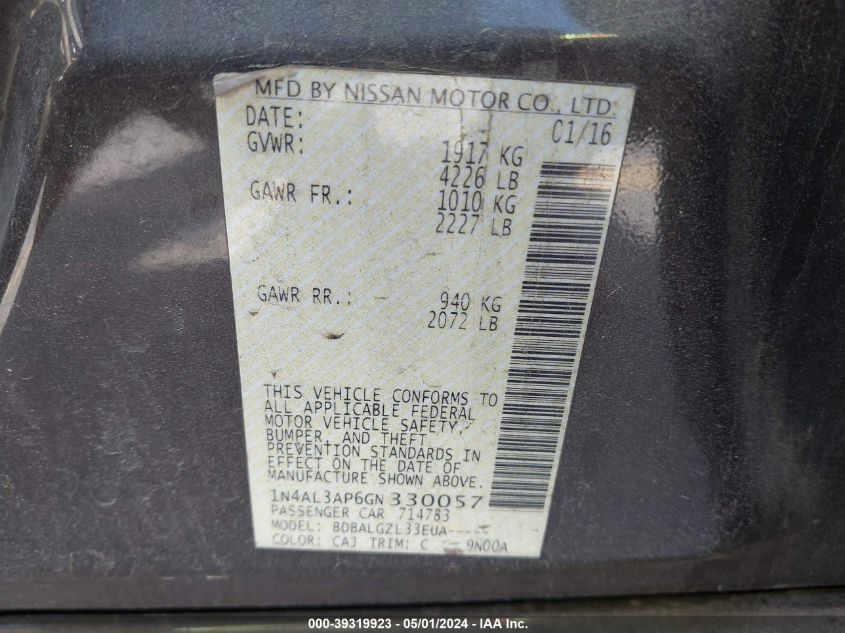 MFD BY NISSAN MOTOR CO., LTD.
DATE: 01/16
GVWR: 1917 KG
4226 LB
GAWR FR.: 1010 KG
2227 LB
GAWR RR.: 940 KG
2072 LB
THIS VEHICLE CONFORMS TO
ALL APPLICABLE FEDERAL
MOTOR VEHICLE SAFETY,
BUMPER, AND THEFT
PREVENTION STANDARDS IN
EFFECT ON THE DATE OF
MANUFACTURE SHOWN ABOVE.
1N4AL3AP6GN330057
PASSENGER CAR 714783
MODEL: BDBALGZL33EUA-----
COLOR: CAJ TRIM: C - 9N00A
000-39319923 - 05/01/2024 - IAA Inc.